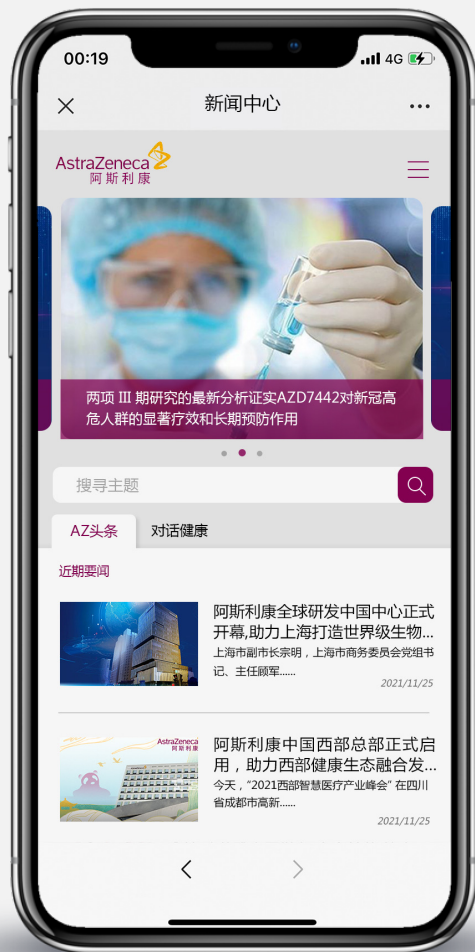 00:19
4G
新闻中心
AstraZeneca
阿斯利康
两项 III 期研究的最新分析证实AZD7442对新冠高
危人群的显著疗效和长期预防作用
搜寻主题
AZ头条
对话健康
近期要闻
阿斯利康全球研发中国中心正式
开幕,助力上海打造世界级生物...
上海市副市长宗明，上海市商务委员会党组书
记、主任顾军......
2021/11/25
AstraZeneca
阿斯利康
阿斯利康中国西部总部正式启
用，助力西部健康生态融合发...
今天，“2021西部智慧医疗产业峰会” 在四川
省成都市高新......
2021/11/25